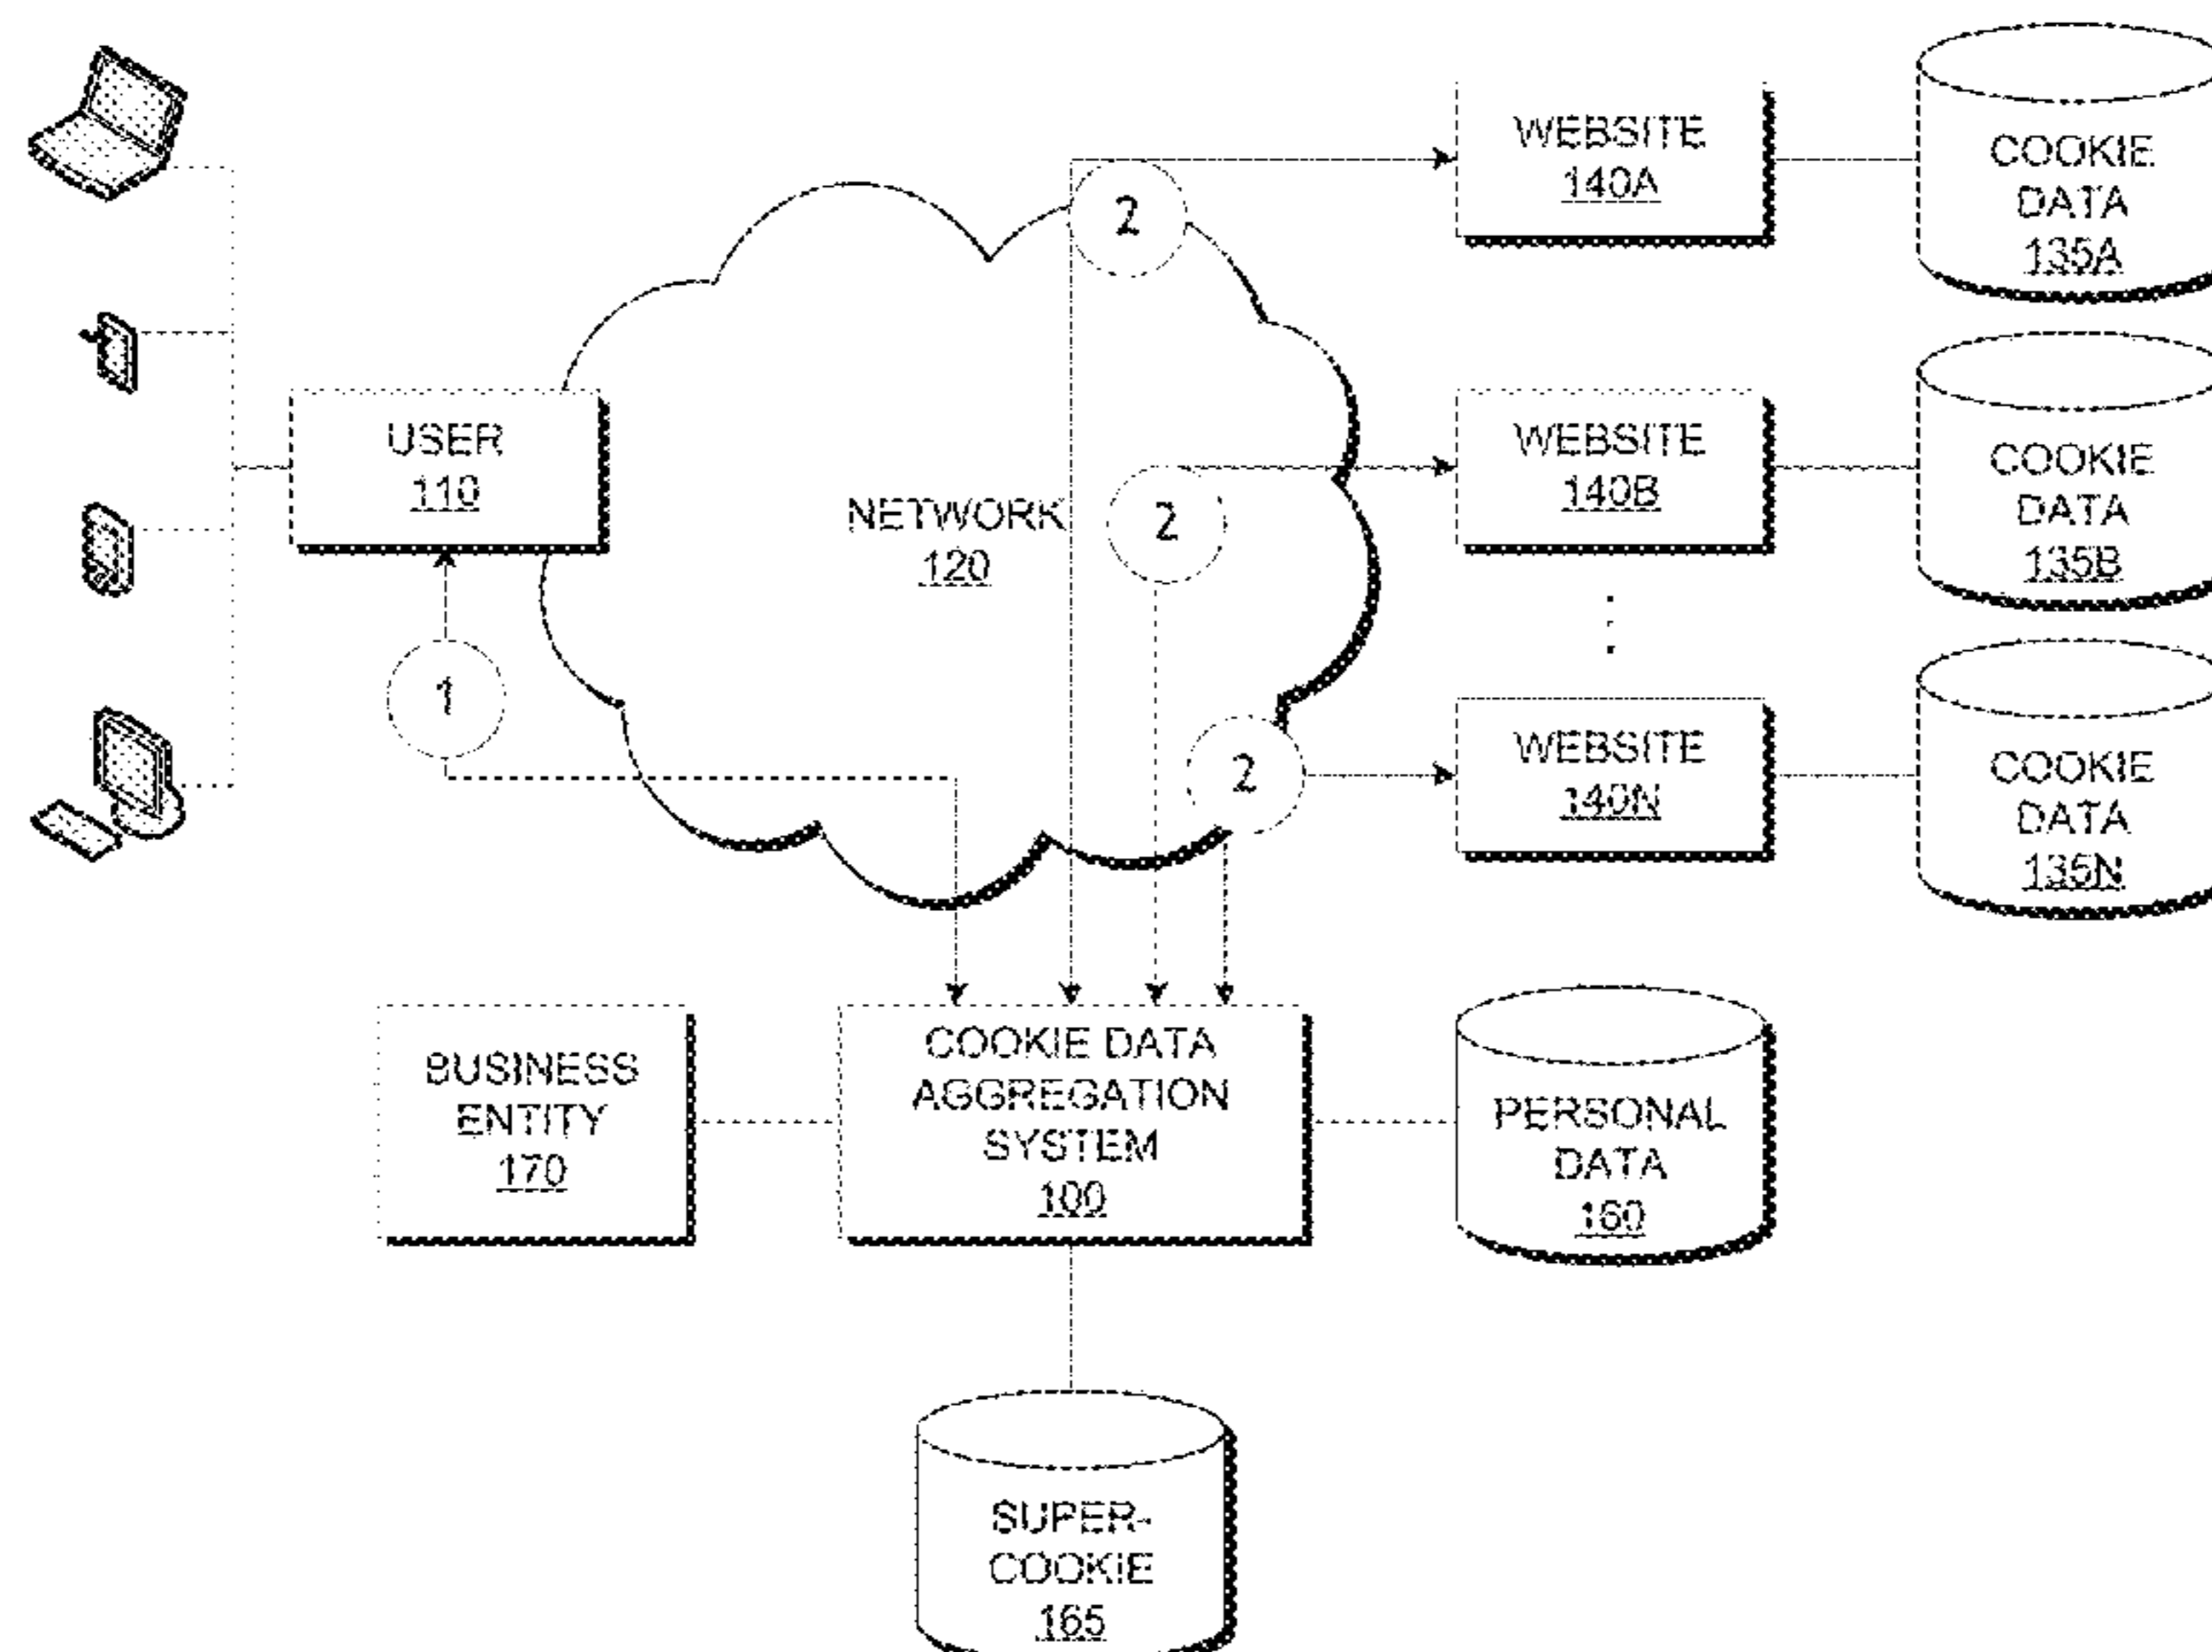 WEBSITE
140A
COOKIE
DATA
135A
2
USER
110
NETWORK
120
2
WEBSITE
140B
COOKIE
DATA
135B
1
2
WEBSITE
140N
COOKIE
DATA
135N
BUSINESS
ENTITY
170
COOKIE DATA
AGGREGATION
SYSTEM
100
PERSONAL
DATA
160
SUPER-
COOKIE
165